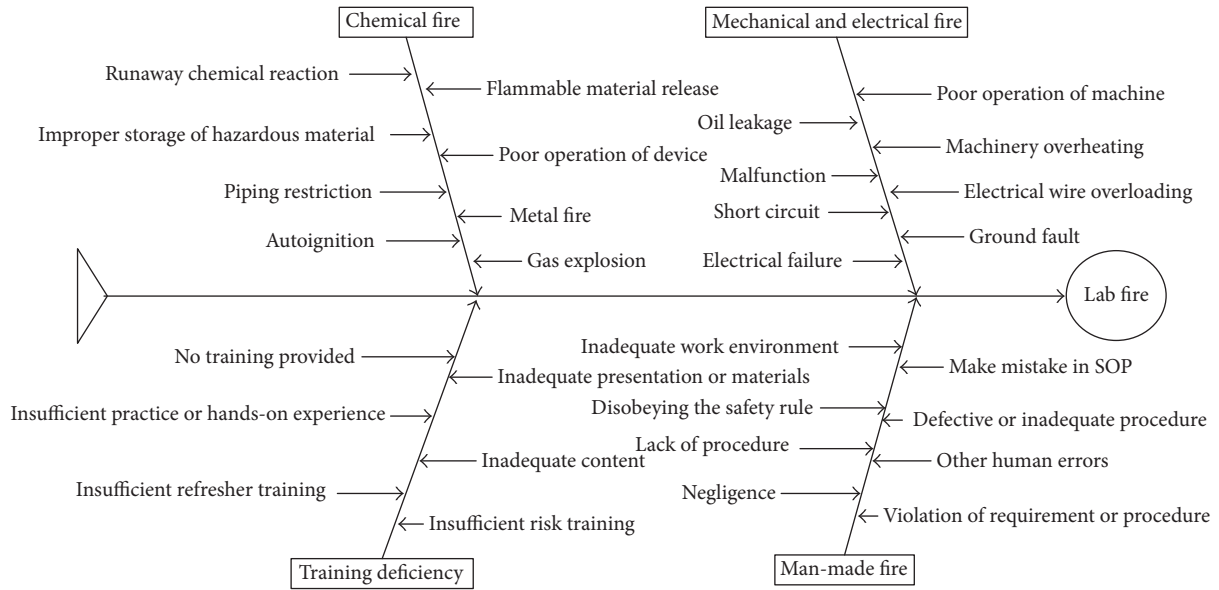 Chemical fire
Mechanical and electrical fire
Runaway chemical reaction
Flammable material release
Improper storage of hazardous material
Poor operation of device
Piping restriction
Metal fire
Autoignition
Gas explosion
Poor operation of machine
Oil leakage
Machinery overheating
Malfunction
Electrical wire overloading
Short circuit
Ground fault
Electrical failure
Lab fire
No training provided
Inadequate presentation or materials
Insufficient practice or hands-on experience
Inadequate content
Insufficient refresher training
Insufficient risk training
Training deficiency
Inadequate work environment
Make mistake in SOP
Disobeying the safety rule
Defective or inadequate procedure
Lack of procedure
Other human errors
Negligence
Violation of requirement or procedure
Man-made fire